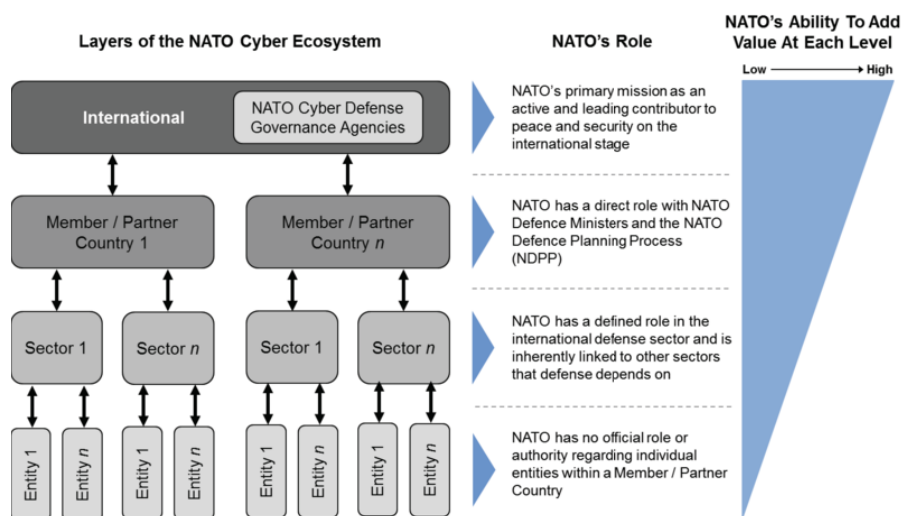 Layers of the NATO Cyber Ecosystem
NATO's Role
NATO's Ability To Add
Value At Each Level
Low
High
International
NATO Cyber Defense
Governance Agencies
NATO's primary mission as an
active and leading contributor to
peace and security on the
international stage
Member / Partner
Country 1
Member / Partner
Country n
NATO has a direct role with NATO
Defence Ministers and the NATO
Defence Planning Process
(NDPP)
Sector 1
Sector n
Sector 1
Sector n
NATO has a defined role in the
international defense sector and is
inherently linked to other sectors
that defense depends on
Entity 1
Entity n
Entity 1
Entity n
Entity 1
Entity n
Entity 1
Entity n
NATO has no official role or
authority regarding individual
entities within a Member / Partner
Country